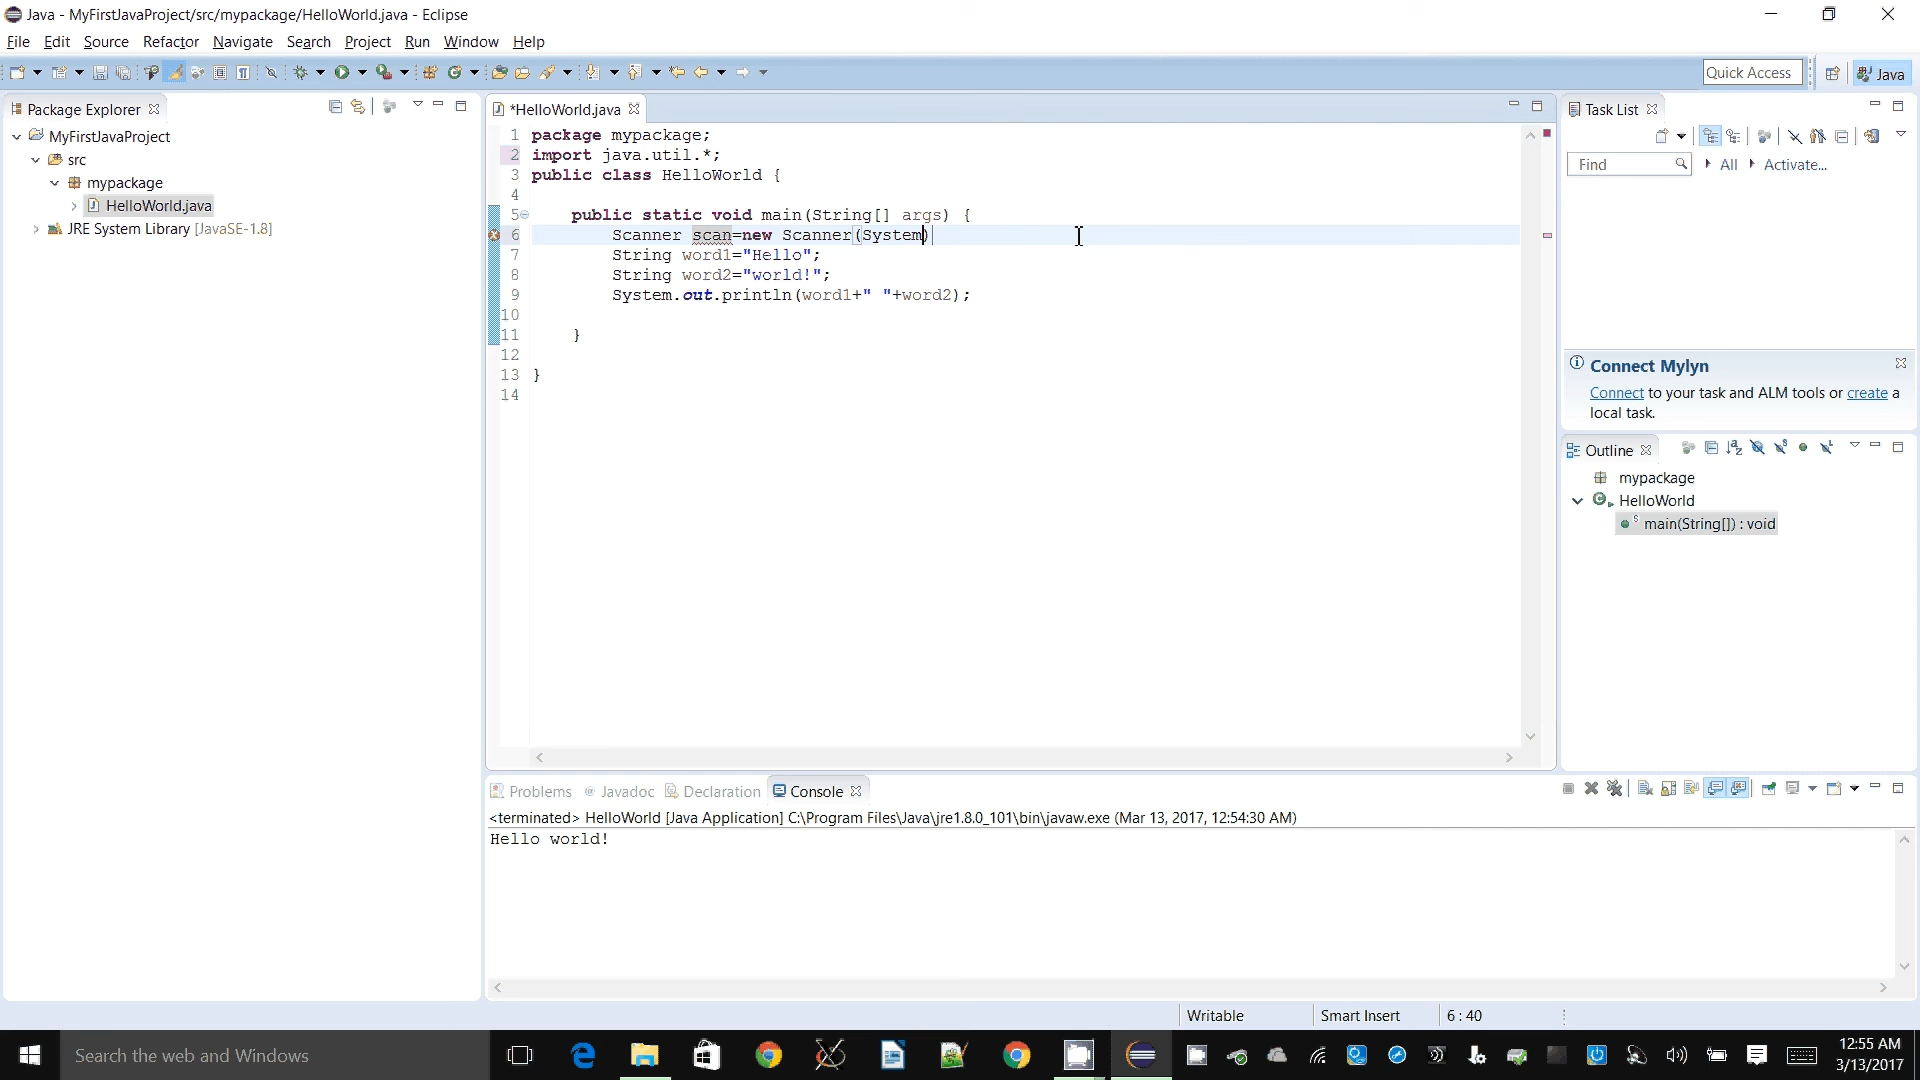 Java - MyFirstJavaProject/src/mypackage/HelloWorld.java - Eclipse
File Edit Source Refactor Navigate Search Project Run Window Help
Quick Access
Java
Package Explorer
MyFirstJavaProject
src
mypackage
HelloWorld.java
JRE System Library [JavaSE-1.8]
*HelloWorld.java
1 package mypackage;
2 import java.util.*;
3 public class HelloWorld {
4
5 public static void main(String[] args) {
6 Scanner scan=new Scanner(System)
7 String word1="Hello";
8 String word2="world!";
9 System.out.println(word1+" "+word2);
10
11 }
12
13 }
14
Task List
Find All Activate...
Connect Mylyn
Connect to your task and ALM tools or create a
local task.
Outline
mypackage
HelloWorld
main(String[]) : void
Problems @ Javadoc Declaration Console
<terminated> HelloWorld [Java Application] C:\Program Files\Java\jre1.8.0_101\bin\javaw.exe (Mar 13, 2017, 12:54:30 AM)
Hello world!
Writable Smart Insert 6 : 40
Search the web and Windows
12:55 AM
3/13/2017